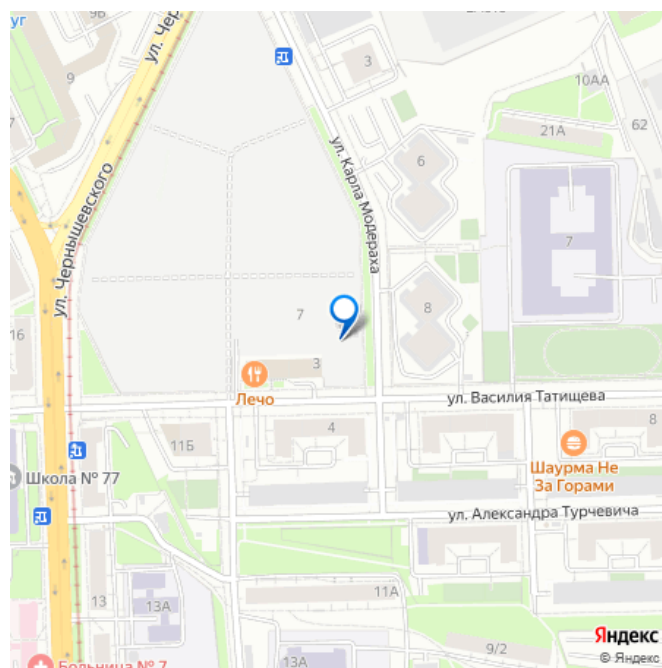 уг
9Б
ул. Че
9
3
10АА
62
21А
6
7
ул. Карла Модераха
ул. Чернышевского
7
8
16
3
Лечо
ул. Василия Татищева
4
8
11Б
Школа № 77
Шаурма Не
За Горами
ул. Александра Турчевича
11А
13
13А
9/2
13А
Больница № 7
Яндекс
© Яндекс